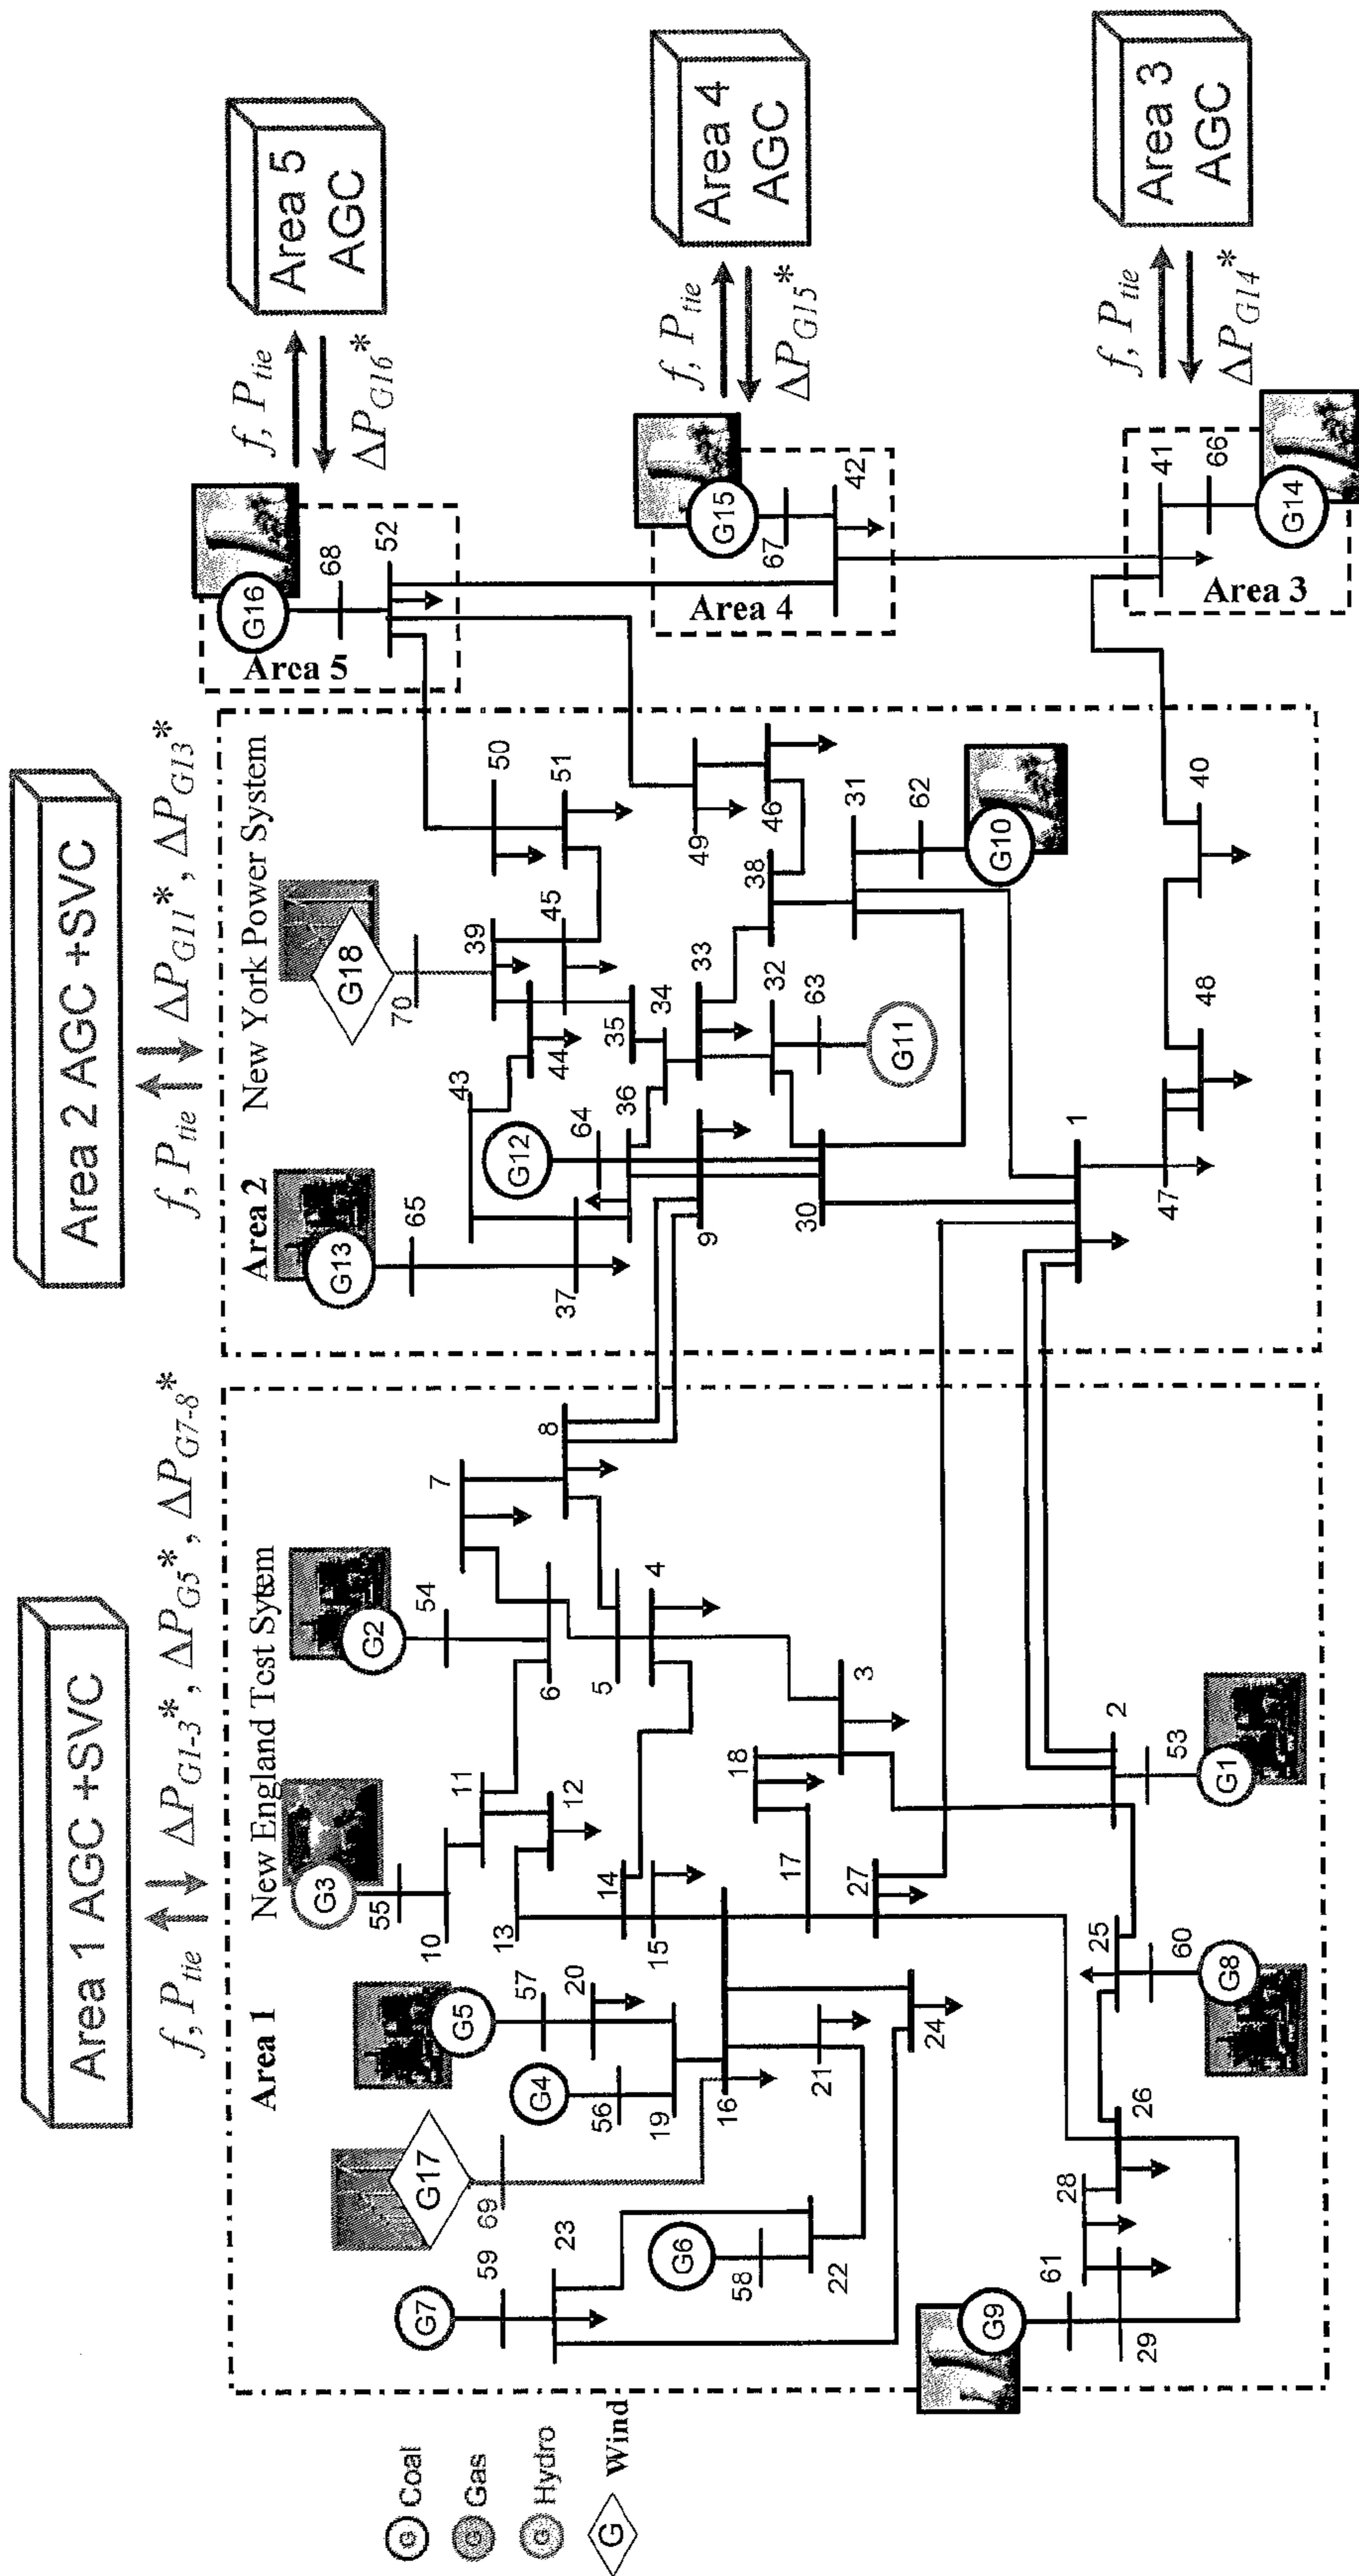 Area 1 AGC +SVC
Area 2 AGC +SVC
f, P_tie
ΔP_G1-3*, ΔP_G5*, ΔP_G7-8*
f, P_tie
ΔP_G11*, ΔP_G13*
Area 5
AGC
f, P_tie
ΔP_G16*
Area 4
AGC
f, P_tie
ΔP_G15*
Area 3
AGC
f, P_tie
ΔP_G14*
G Coal
G Gas
G Hydro
G Wind
Area 1
New England Test Sytem
G7
59
23
G17
69
G6
58
22
G4
56
19
G5
57
20
16
21
24
G3
55
10
11
12
13
14
15
G2
54
6
5
4
7
8
18
3
17
27
G9
61
29
28
26
25
60
G8
2
53
G1
Area 2
New York Power System
G13
65
37
43
G12
64
36
9
30
G18
70
39
44
45
35
34
33
32
63
G11
50
51
49
46
38
31
62
G10
1
47
48
40
Area 5
G16
68
52
Area 4
G15
67
42
Area 3
41
66
G14